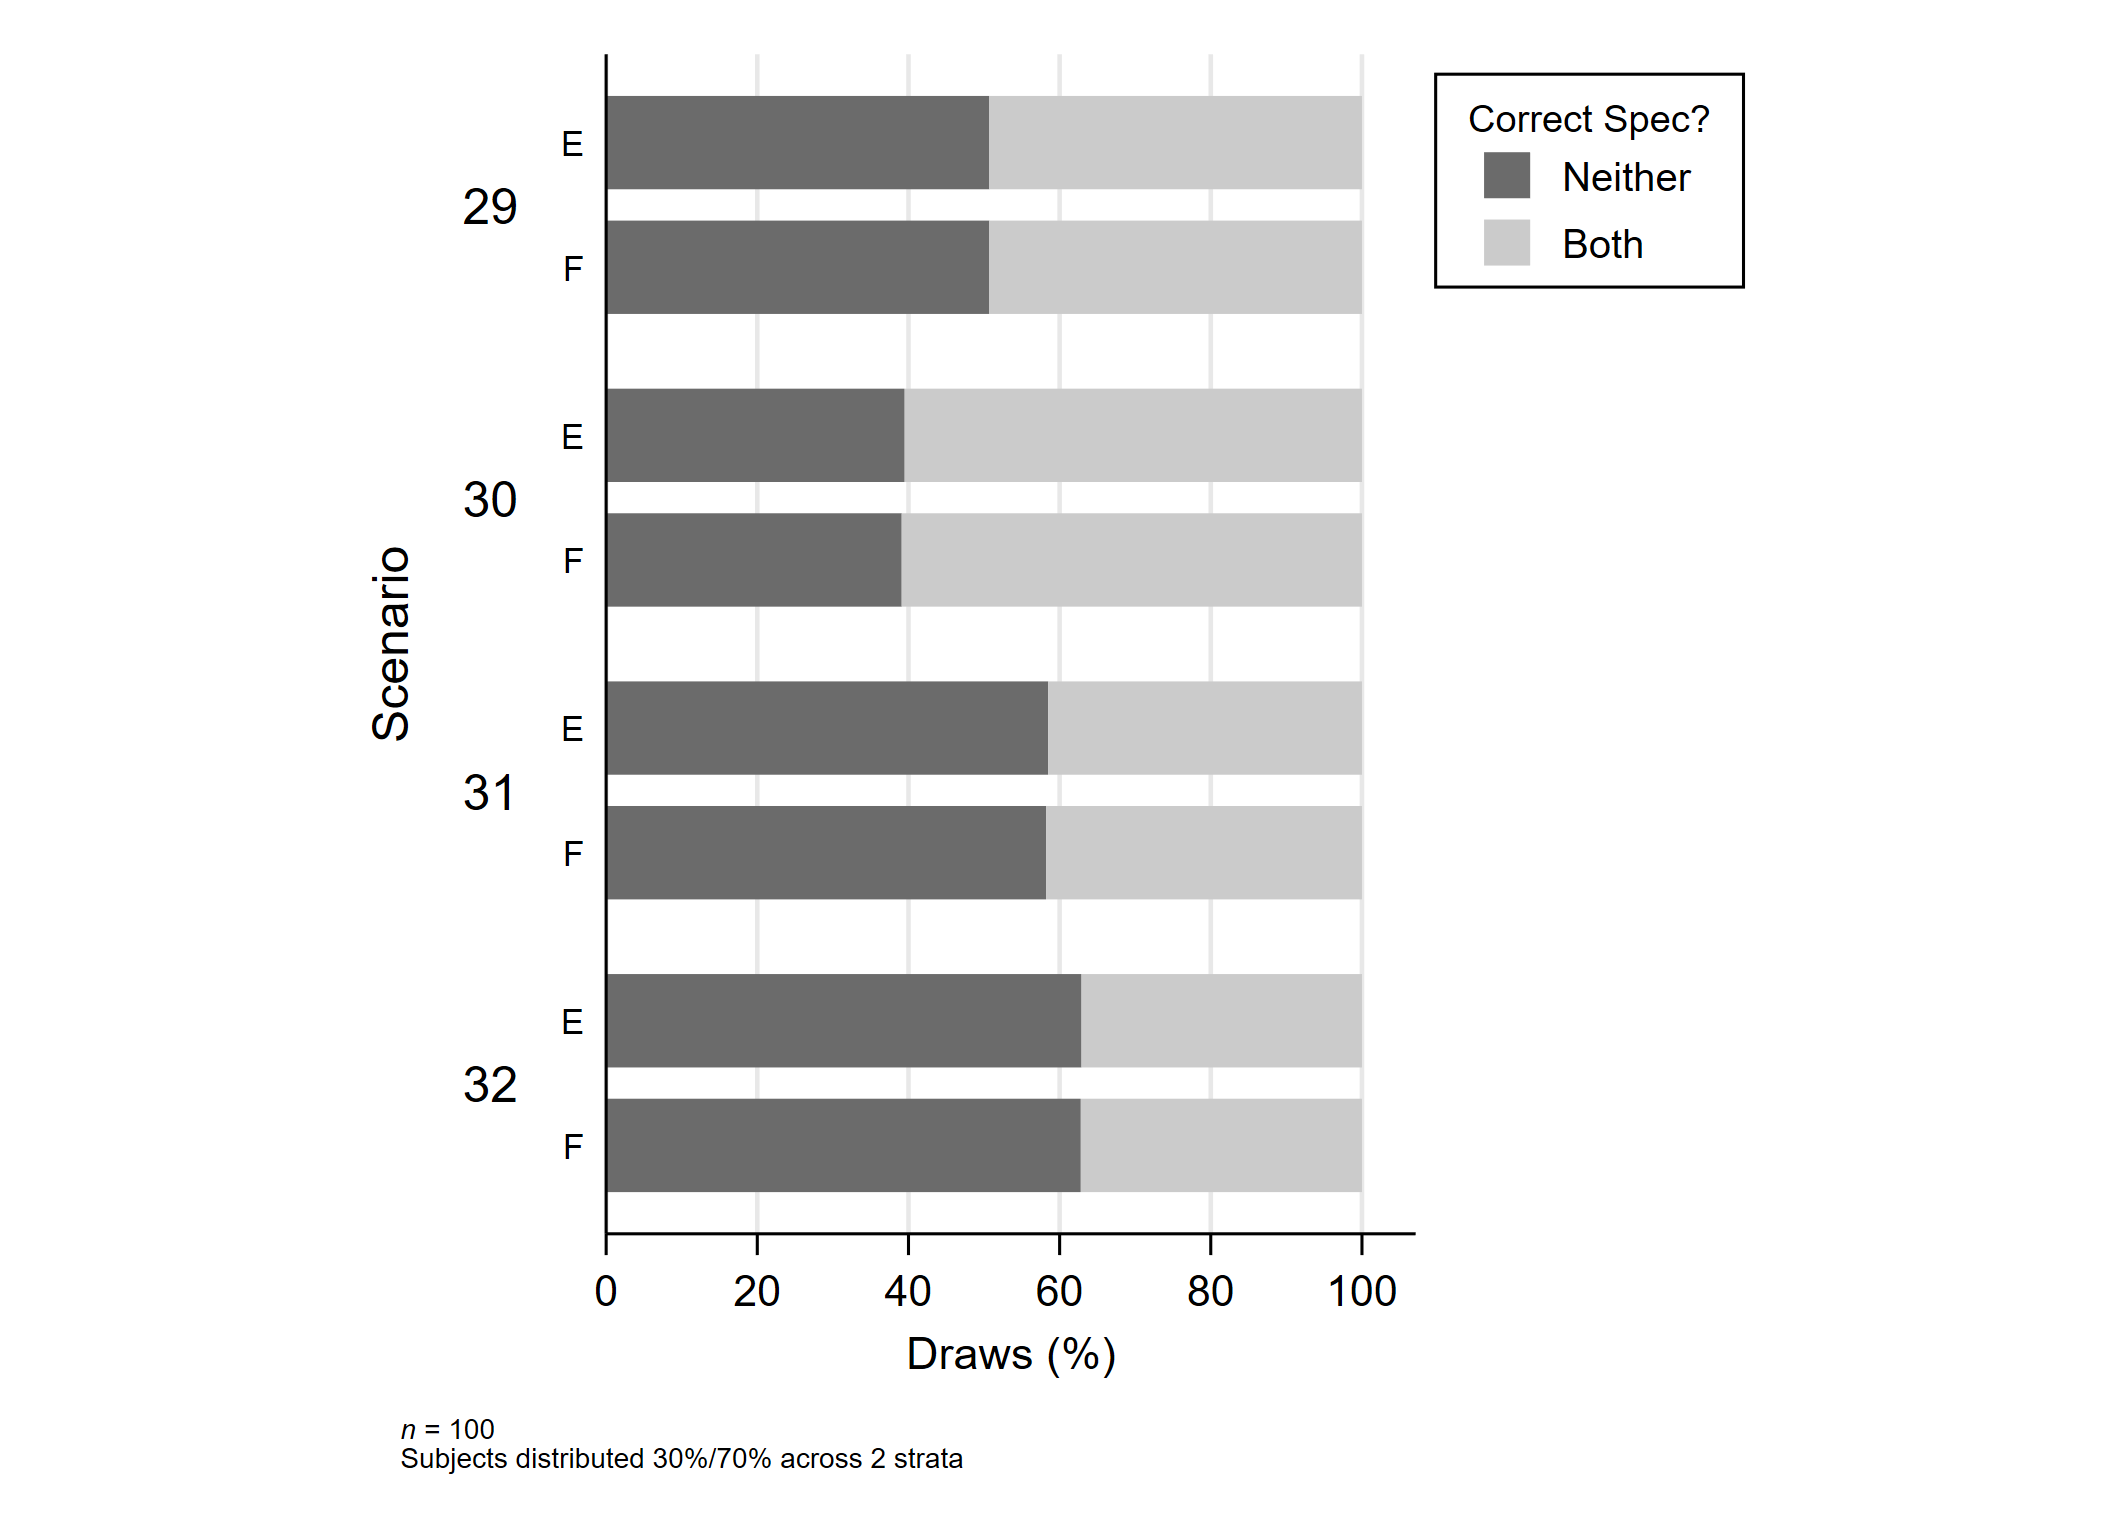 Correct Spec?
Neither
Both
Scenario
29
E
F
30
E
F
31
E
F
32
E
F
0 20 40 60 80 100
Draws (%)
n = 100
Subjects distributed 30%/70% across 2 strata